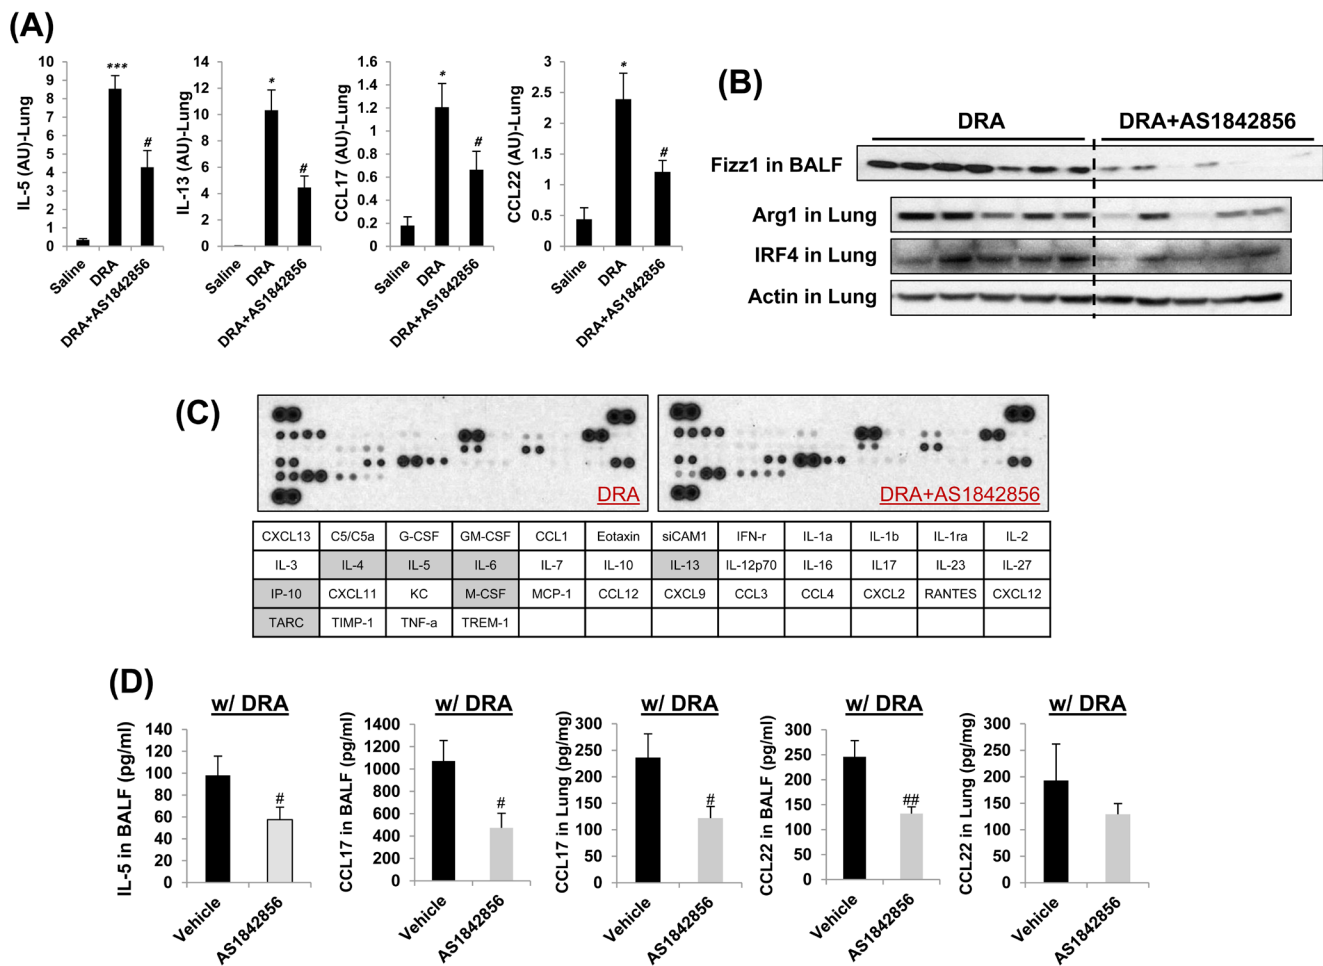 (A)
IL-5 (AU)-Lung
10
9
8
7
6
5
4
3
2
1
0
***
#
Saline
DRA
DRA+AS1842856
IL-13 (AU)-Lung
14
12
10
8
6
4
2
0
*
#
Saline
DRA
DRA+AS1842856
CCL17 (AU)-Lung
1.6
1.4
1.2
1
0.8
0.6
0.4
0.2
0
*
#
Saline
DRA
DRA+AS1842856
CCL22 (AU)-Lung
3
2.5
2
1.5
1
0.5
0
*
#
Saline
DRA
DRA+AS1842856
(B)
DRA DRA+AS1842856
Fizz1 in BALF
Arg1 in Lung
IRF4 in Lung
Actin in Lung
(C)
DRA
DRA+AS1842856
CXCL13 C5/C5a G-CSF GM-CSF CCL1 Eotaxin siCAM1 IFN-r IL-1a IL-1b IL-1ra IL-2
IL-3 IL-4 IL-5 IL-6 IL-7 IL-10 IL-13 IL-12p70 IL-16 IL17 IL-23 IL-27
IP-10 CXCL11 KC M-CSF MCP-1 CCL12 CXCL9 CCL3 CCL4 CXCL2 RANTES CXCL12
TARC TIMP-1 TNF-a TREM-1
(D)
w/ DRA
IL-5 in BALF (pg/ml)
140
120
100
80
60
40
20
0
#
Vehicle
AS1842856
w/ DRA
CCL17 in BALF (pg/ml)
1400
1200
1000
800
600
400
200
0
#
Vehicle
AS1842856
w/ DRA
CCL17 in Lung (pg/mg)
300
250
200
150
100
50
0
#
Vehicle
AS1842856
w/ DRA
CCL22 in BALF (pg/ml)
300
250
200
150
100
50
0
##
Vehicle
AS1842856
w/ DRA
CCL22 in Lung (pg/mg)
300
250
200
150
100
50
0
Vehicle
AS1842856